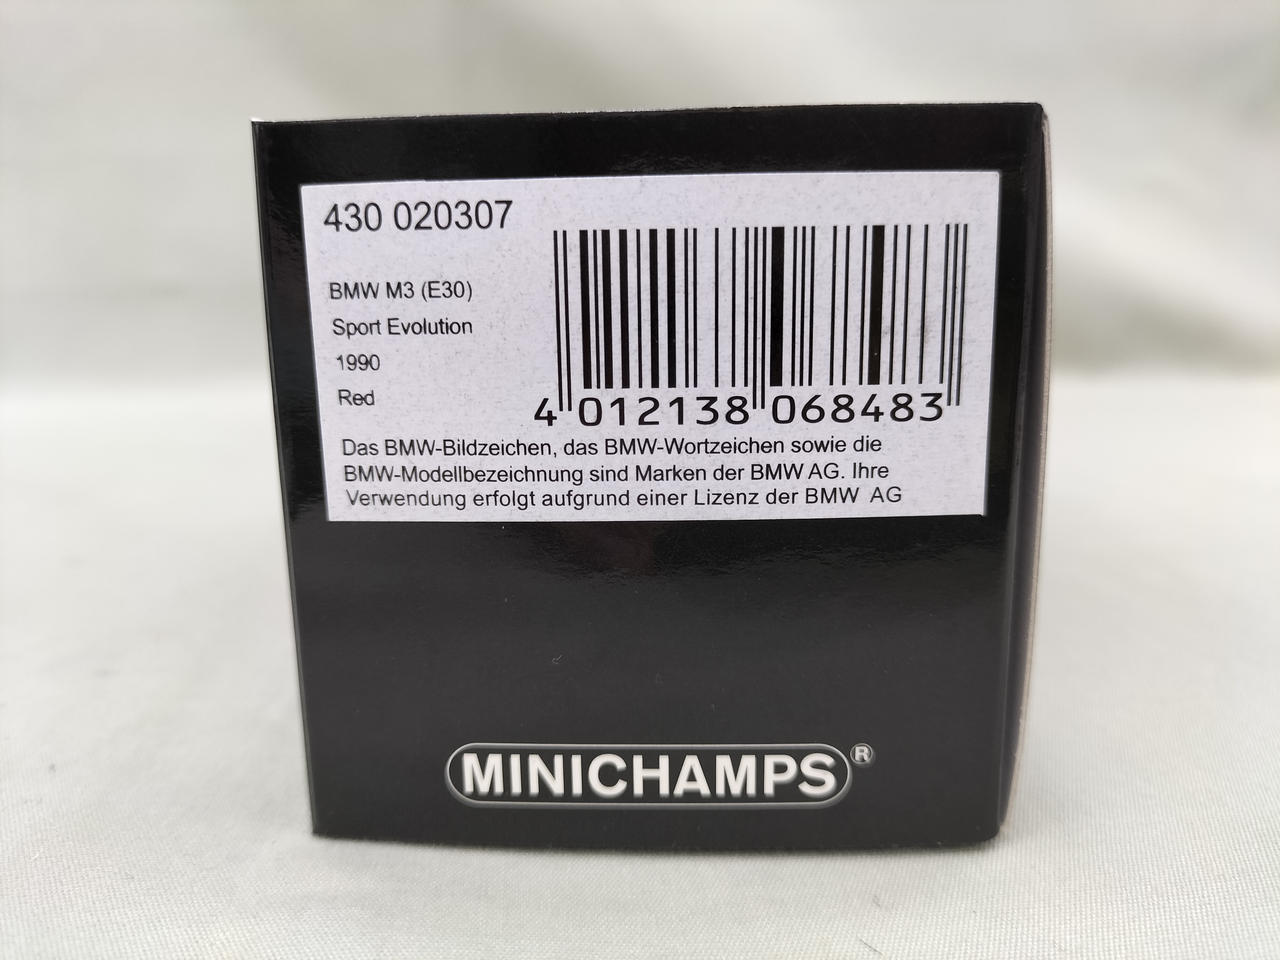 430 020307
BMW M3 (E30)
Sport Evolution
1990
Red
4 012138 068483
Das BMW-Bildzeichen, das BMW-Wortzeichen sowie die
BMW-Modellbezeichnung sind Marken der BMW AG. Ihre
Verwendung erfolgt aufgrund einer Lizenz der BMW AG
MINICHAMPS®